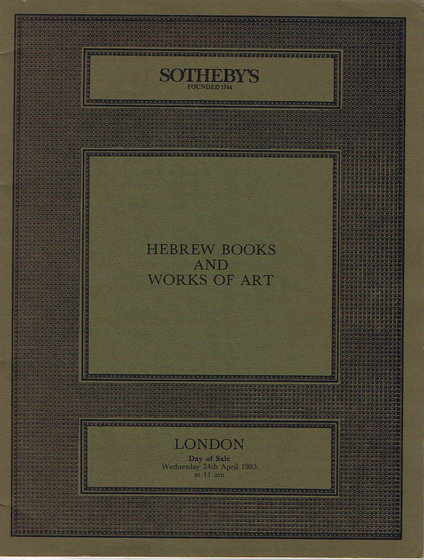 SOTHEBY'S
FOUNDED 1744
HEBREW BOOKS
AND
WORKS OF ART
LONDON
Day of Sale
Wednesday 24th April 1985
at 11 am